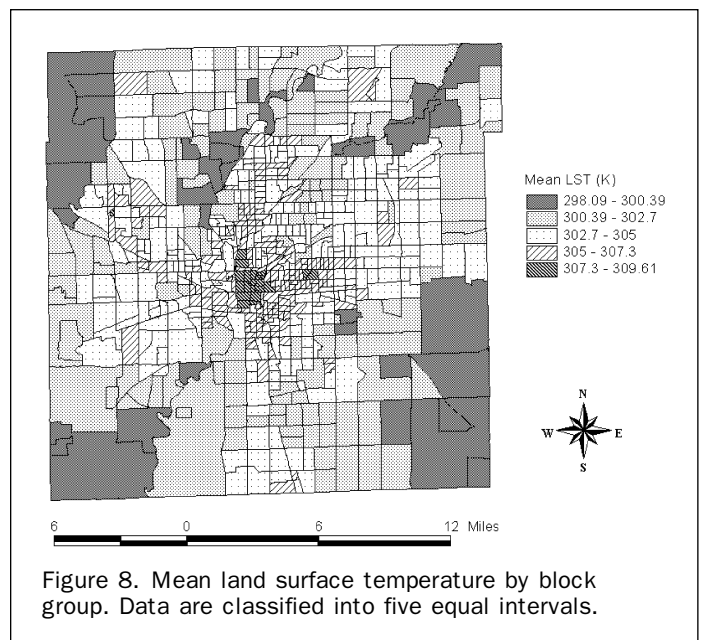 Mean LST (K)
298.09 - 300.39
300.39 - 302.7
302.7 - 305
305 - 307.3
307.3 - 309.61
N
W E
S
6 0 6 12 Miles
Figure 8. Mean land surface temperature by block
group. Data are classified into five equal intervals.